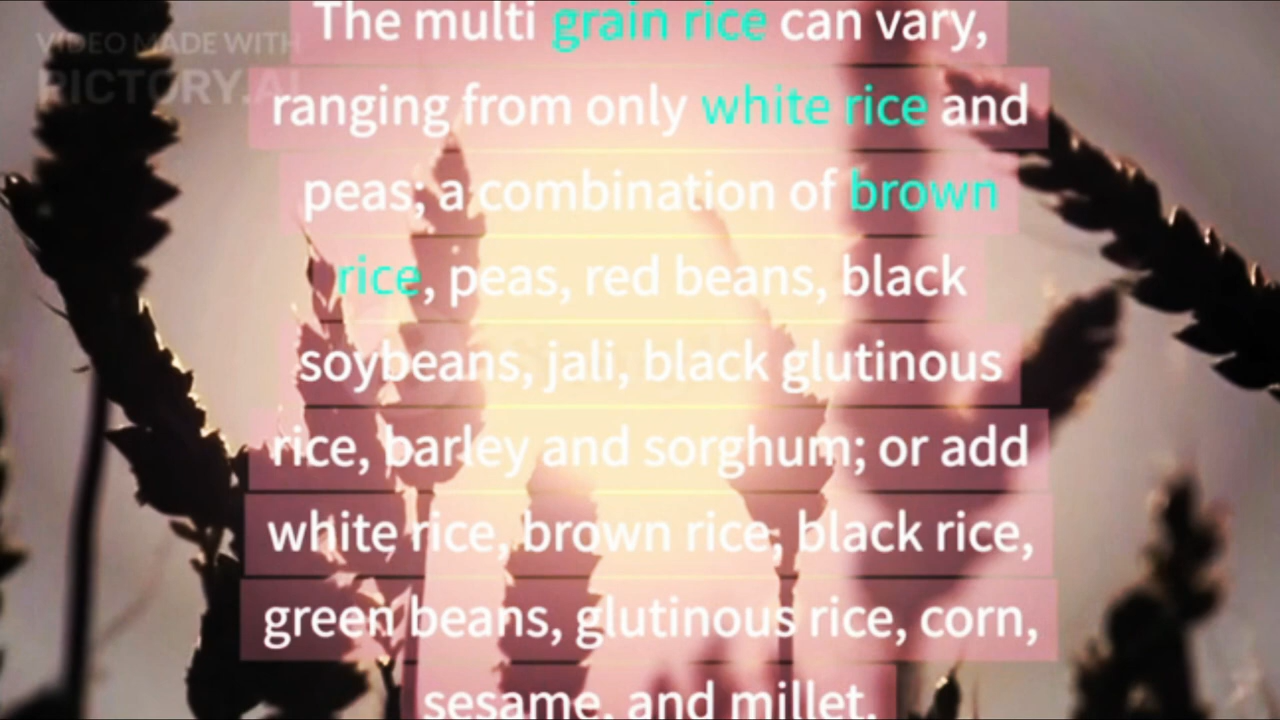 VIDEO MADE WITH
PICTORY.AI
The multi grain rice can vary,
ranging from only white rice and
peas; a combination of brown
rice, peas, red beans, black
soybeans, jali, black glutinous
rice, barley and sorghum; or add
white rice, brown rice, black rice,
green beans, glutinous rice, corn,
sesame, and millet.